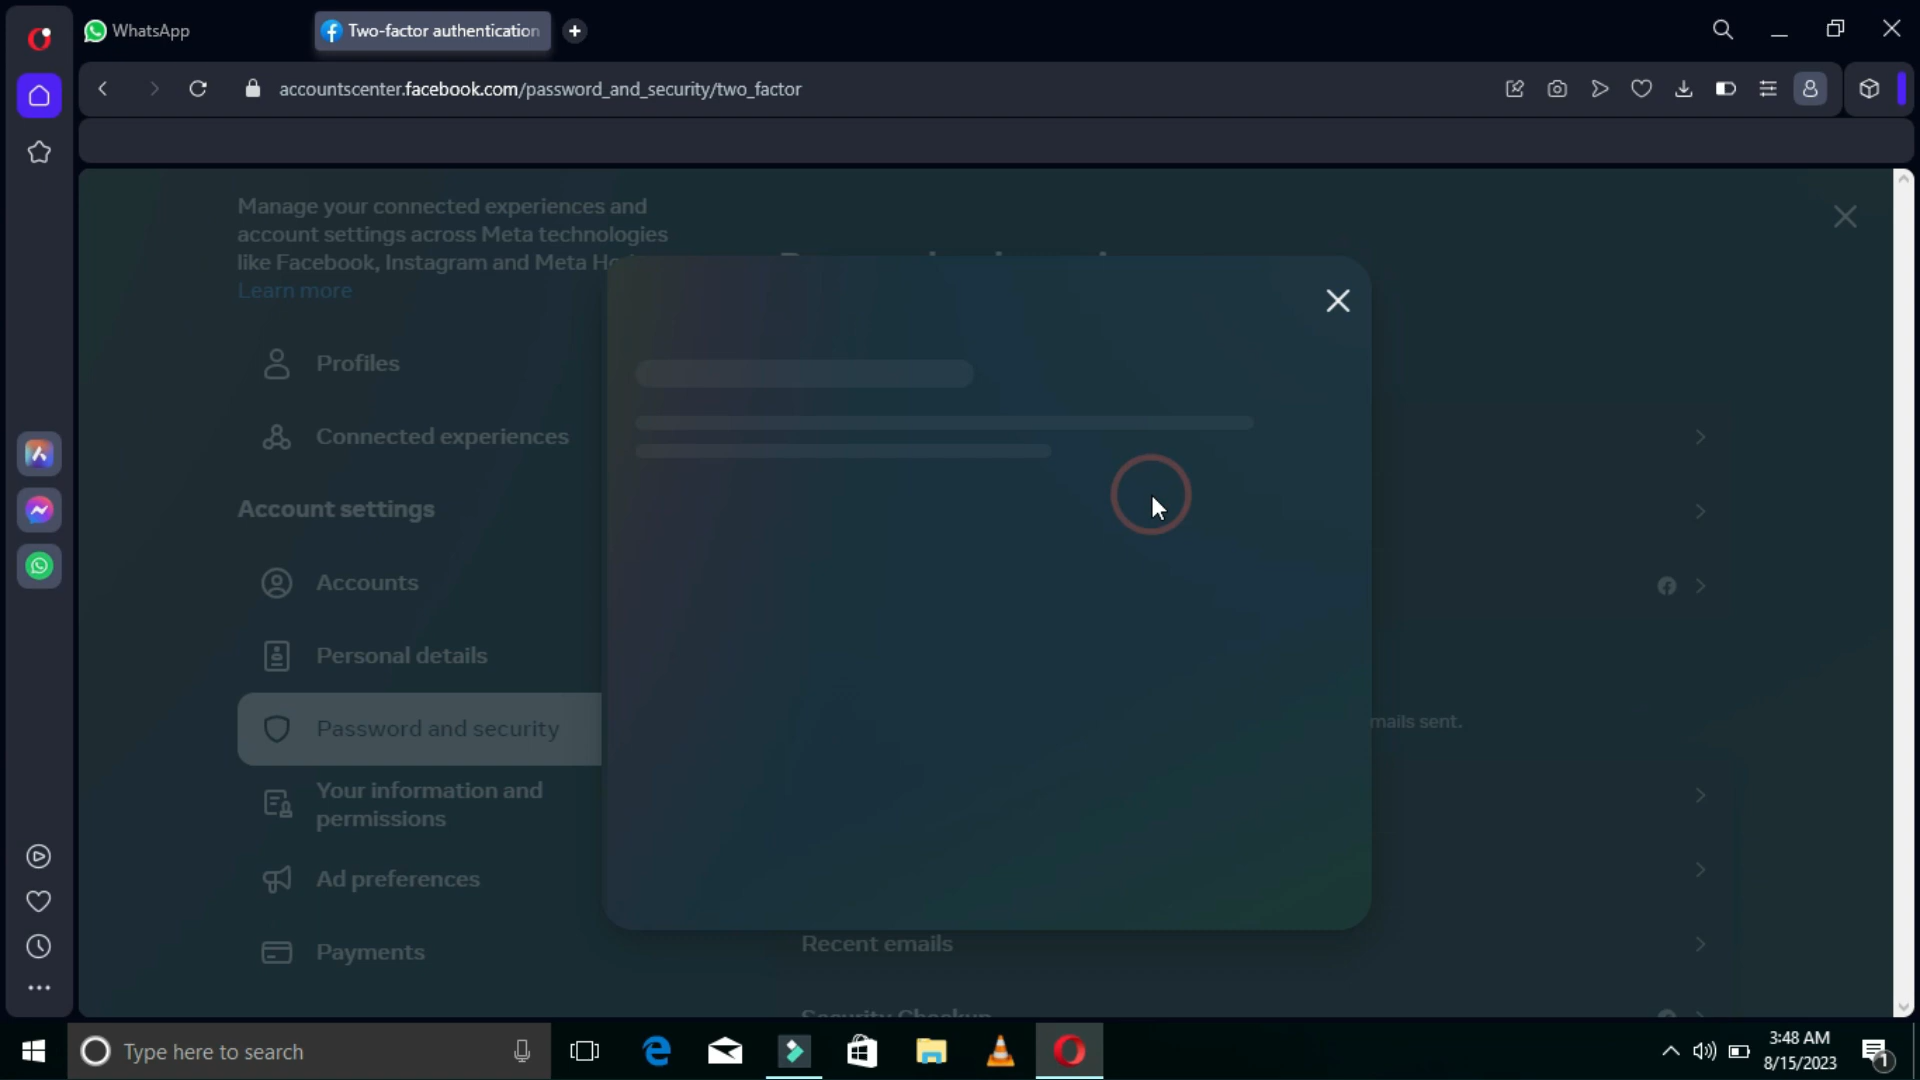 WhatsApp
Two-factor authentication
accountscenter.facebook.com/password_and_security/two_factor
Manage your connected experiences and
account settings across Meta technologies
like Facebook, Instagram and Meta
Learn more
Profiles
Connected experiences
Account settings
Accounts
Personal details
Password and security
Your information and
permissions
Ad preferences
Payments
mails sent.
Recent emails
Security Checkup
Type here to search
3:48 AM
8/15/2023
1